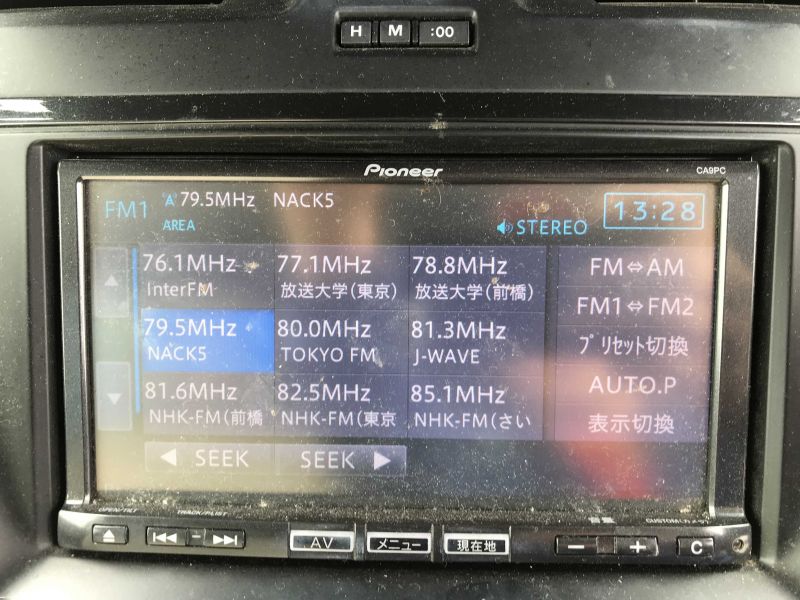 H M :00
Pioneer CA9PC
FM1 A 79.5MHz NACK5 13:28
AREA STEREO
76.1MHz 77.1MHz 78.8MHz FM⇔AM
InterFM 放送大学(東京) 放送大学(前橋)
FM1⇔FM2
79.5MHz 80.0MHz 81.3MHz
NACK5 TOKYO FM J-WAVE プリセット切換
81.6MHz 82.5MHz 85.1MHz AUTO.P
NHK-FM(前橋 NHK-FM(東京 NHK-FM(さい 表示切換
◀ SEEK SEEK ▶
OPEN/TILT TRACK/P.LIST
AV メニュー 現在地 − + C